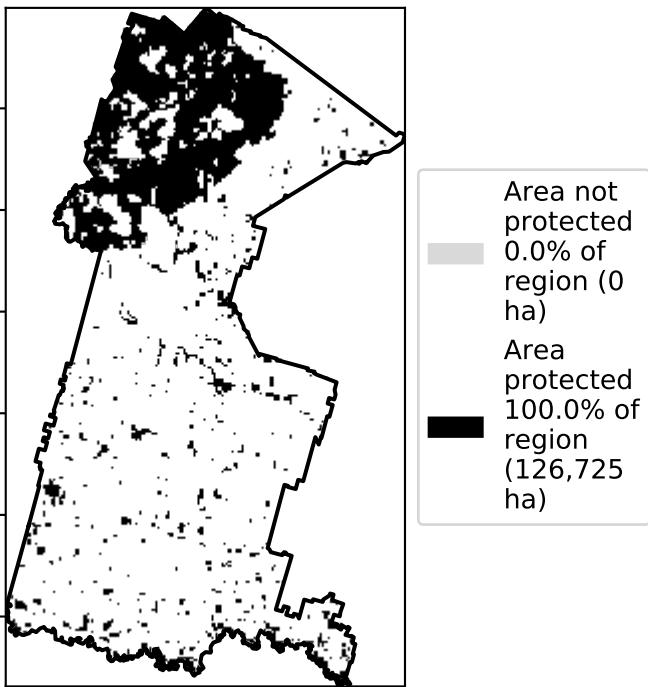 Area not
protected
0.0% of
region (0
ha)
Area
protected
100.0% of
region
(126,725
ha)